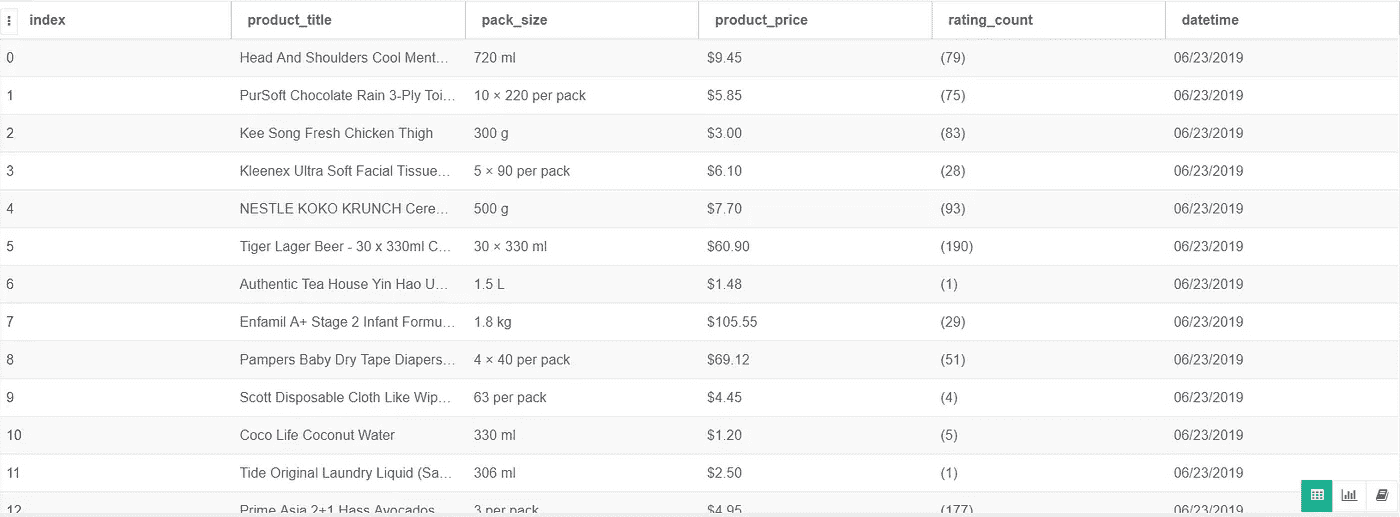 index product_title pack_size product_price rating_count datetime
0 Head And Shoulders Cool Ment... 720 ml $9.45 (79) 06/23/2019
1 PurSoft Chocolate Rain 3-Ply Toi... 10 × 220 per pack $5.85 (75) 06/23/2019
2 Kee Song Fresh Chicken Thigh 300 g $3.00 (83) 06/23/2019
3 Kleenex Ultra Soft Facial Tissue... 5 × 90 per pack $6.10 (28) 06/23/2019
4 NESTLE KOKO KRUNCH Cere... 500 g $7.70 (93) 06/23/2019
5 Tiger Lager Beer - 30 x 330ml C... 30 × 330 ml $60.90 (190) 06/23/2019
6 Authentic Tea House Yin Hao U... 1.5 L $1.48 (1) 06/23/2019
7 Enfamil A+ Stage 2 Infant Formu... 1.8 kg $105.55 (29) 06/23/2019
8 Pampers Baby Dry Tape Diapers... 4 × 40 per pack $69.12 (51) 06/23/2019
9 Scott Disposable Cloth Like Wip... 63 per pack $4.45 (4) 06/23/2019
10 Coco Life Coconut Water 330 ml $1.20 (5) 06/23/2019
11 Tide Original Laundry Liquid (Sa... 306 ml $2.50 (1) 06/23/2019
12 Prime Asia 2+1 Hass Avocados 3 per pack $4.95 (177) 06/23/2019